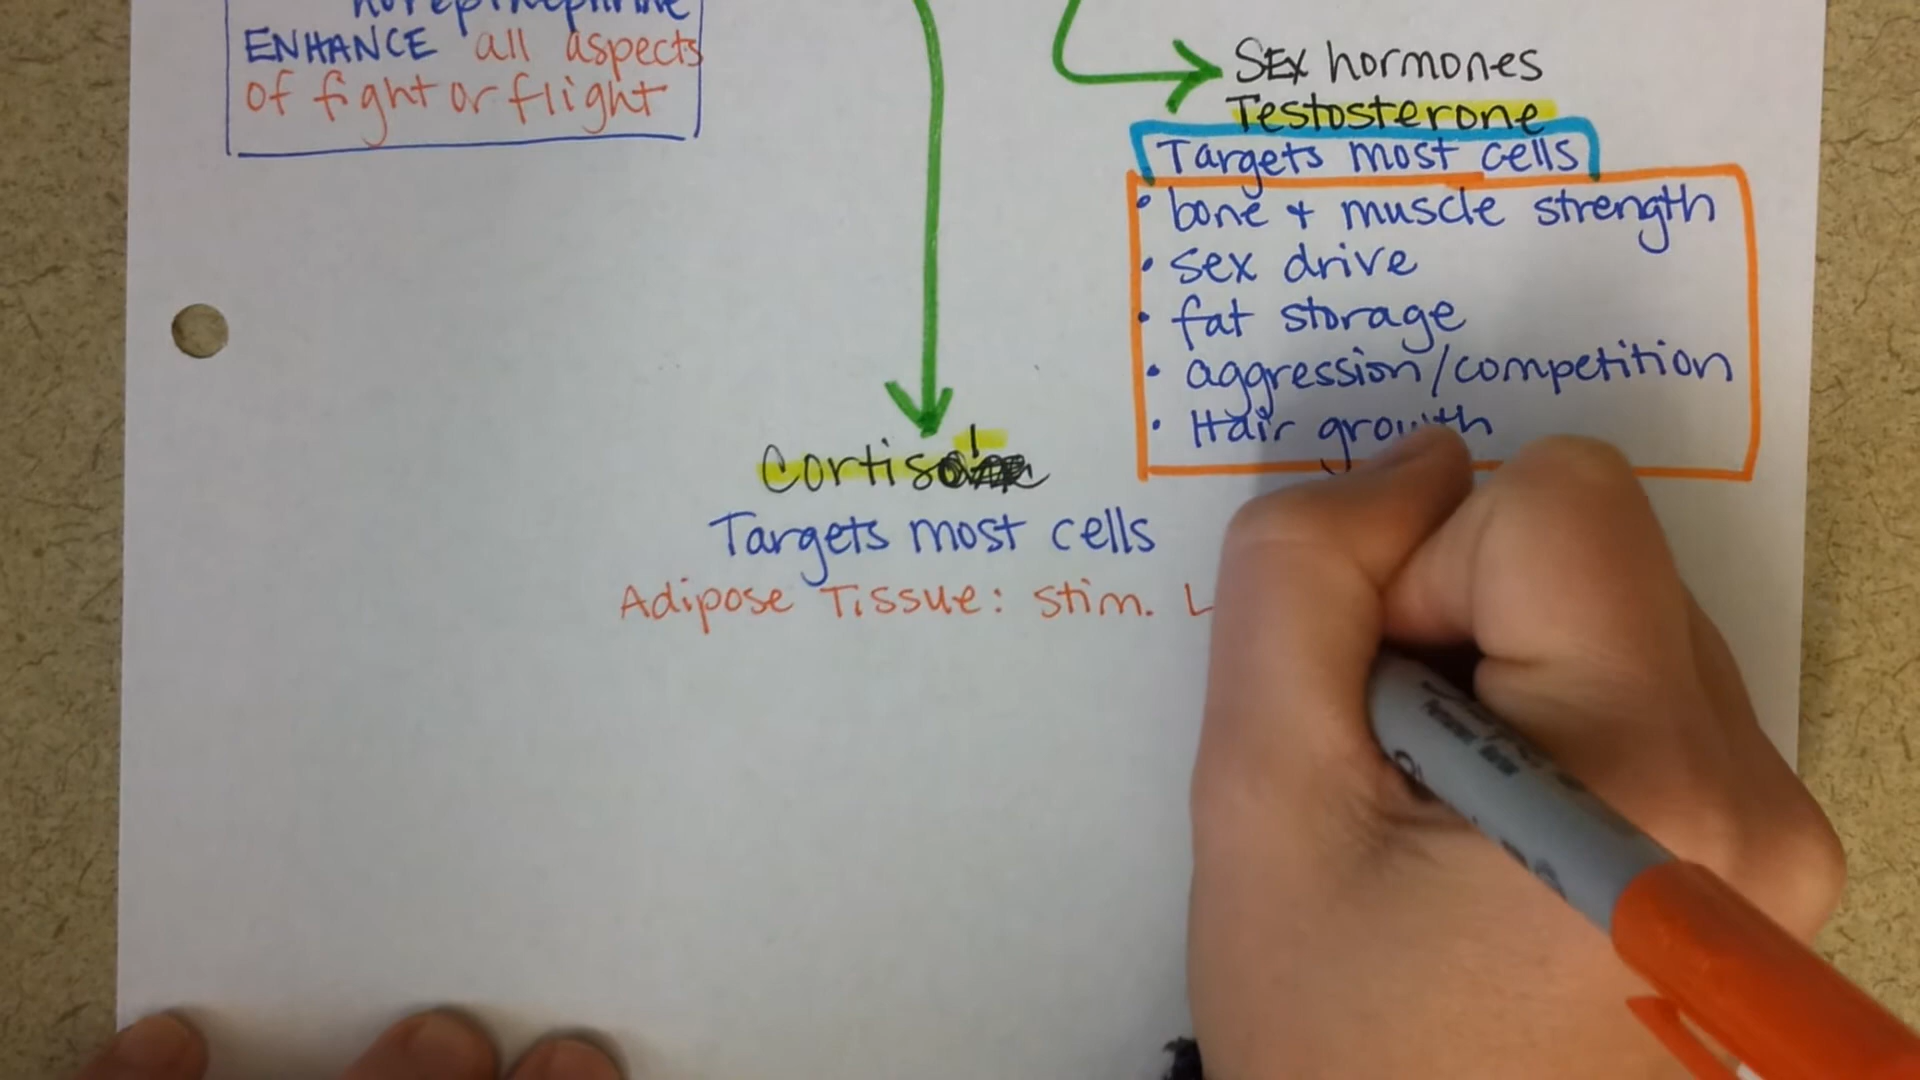 norepinephrine
ENHANCE all aspects
of fight or flight
SEX hormones
Testosterone
Targets most cells
• bone + muscle strength
• sex drive
• fat storage
• aggression/competition
• Hair growth
Cortisol
Targets most cells
Adipose Tissue: stim. L